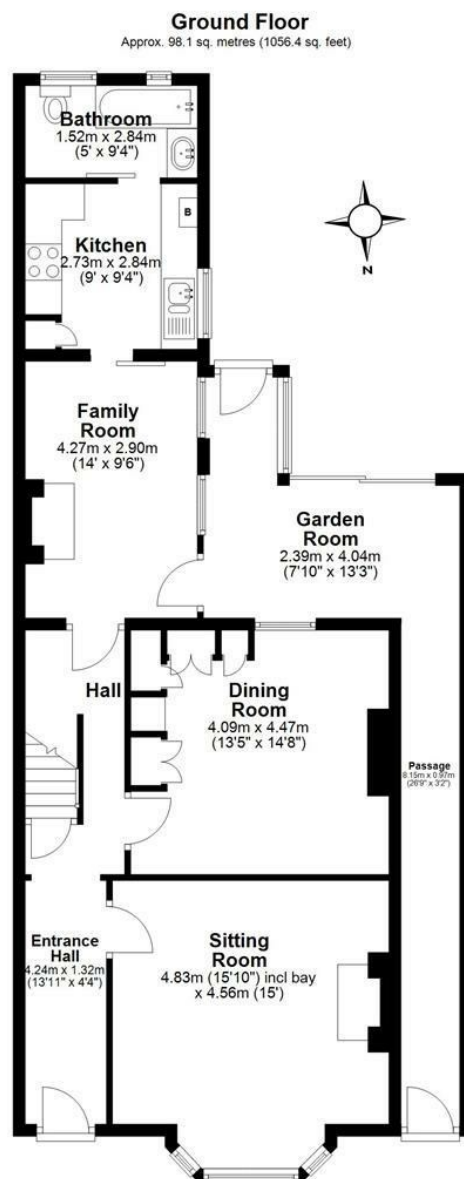 Ground Floor
Approx. 98.1 sq. metres (1056.4 sq. feet)
Bathroom
1.52m x 2.84m
(5' x 9'4")
B
Kitchen
2.73m x 2.84m
(9' x 9'4")
N
Family
Room
4.27m x 2.90m
(14' x 9'6")
Garden
Room
2.39m x 4.04m
(7'10" x 13'3")
Hall
Dining
Room
4.09m x 4.47m
(13'5" x 14'8")
Passage
8.15m x 0.97m
(26'9" x 3'2")
Entrance
Hall
4.24m x 1.32m
(13'11" x 4'4")
Sitting
Room
4.83m (15'10") incl bay
x 4.56m (15')